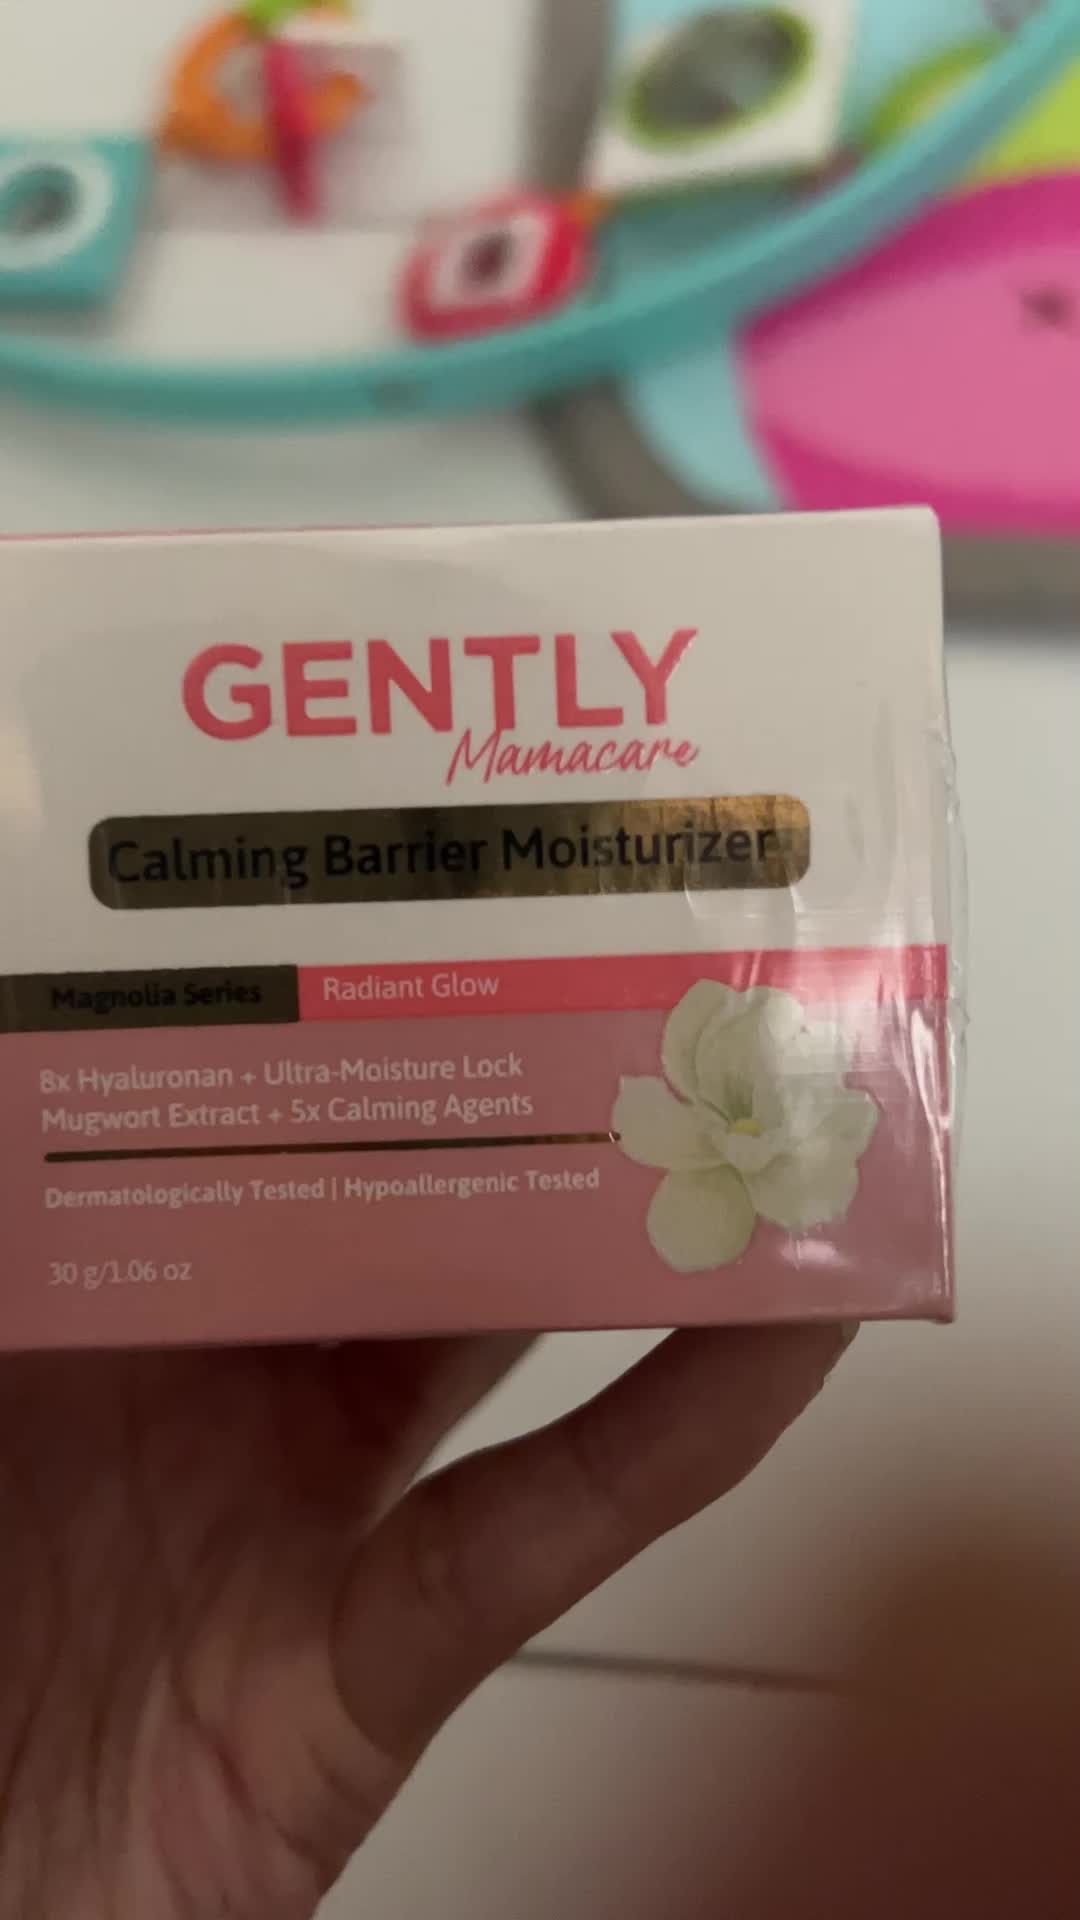 GENTLY
Mamacare
Calming Barrier Moisturizer
Magnolia Series
Radiant Glow
8x Hyaluronan + Ultra-Moisture Lock
Mugwort Extract + 5x Calming Agents
Dermatologically Tested | Hypoallergenic Tested
30 g/1.06 oz